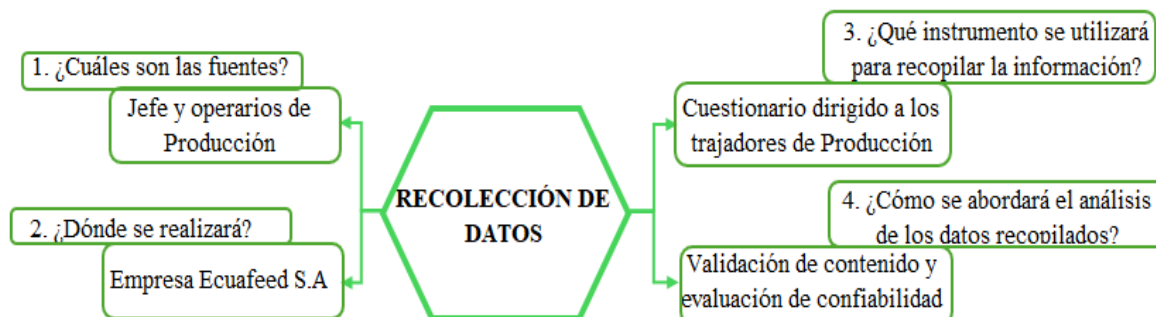 1. ¿Cuáles son las fuentes?
Jefe y operarios de
Producción
2. ¿Dónde se realizará?
Empresa Ecuafeed S.A
RECOLECCIÓN DE
DATOS
3. ¿Qué instrumento se utilizará
para recopilar la información?
Cuestionario dirigido a los
trajadores de Producción
4. ¿Cómo se abordará el análisis
de los datos recopilados?
Validación de contenido y
evaluación de confiabilidad